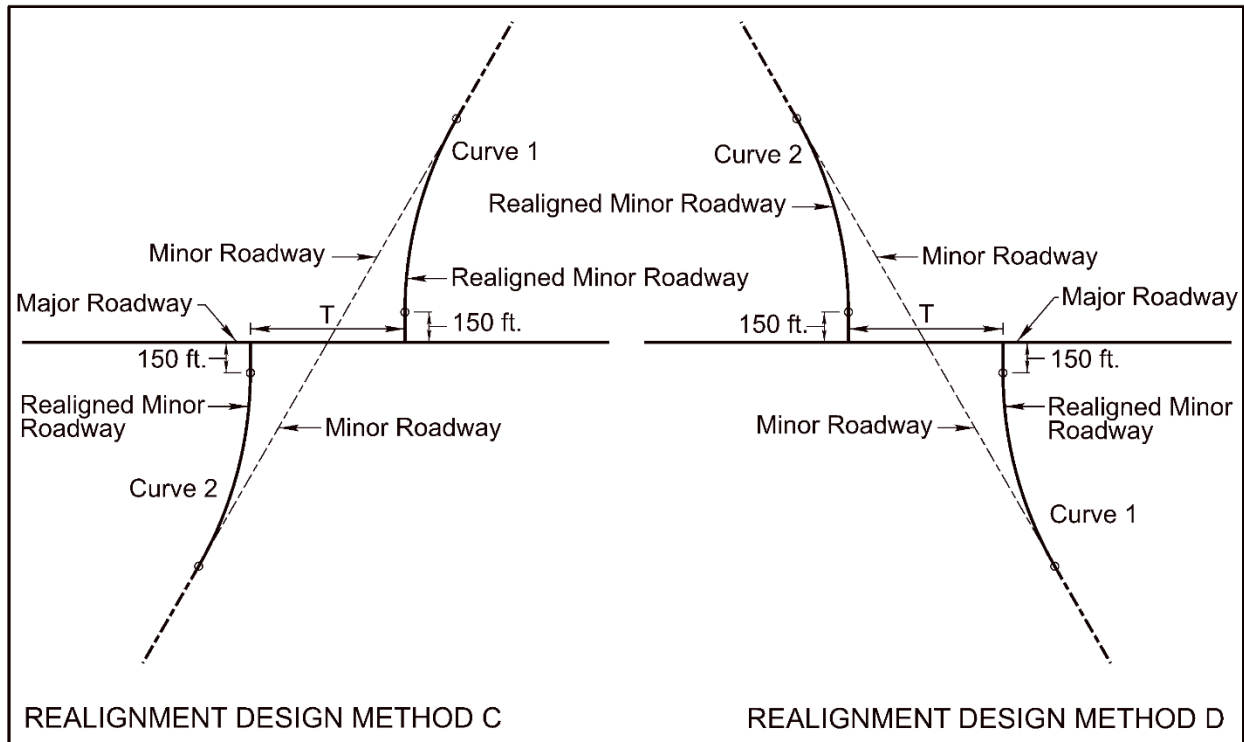 Curve 1
Minor Roadway
Realigned Minor Roadway
Major Roadway
T
150 ft.
150 ft.
Realigned Minor
Roadway
Minor Roadway
Curve 2
REALIGNMENT DESIGN METHOD C
Curve 2
Realigned Minor Roadway
Minor Roadway
Major Roadway
150 ft.
T
150 ft.
Realigned Minor
Roadway
Minor Roadway
Curve 1
REALIGNMENT DESIGN METHOD D